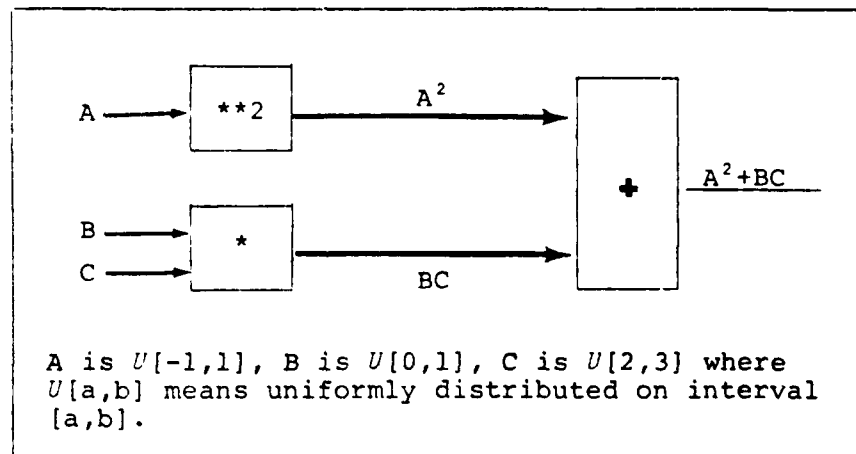 A
**2
A²
B
C
*
BC
+
A²+BC
A is U[-1,1], B is U[0,1], C is U[2,3] where
U[a,b] means uniformly distributed on interval
[a,b].